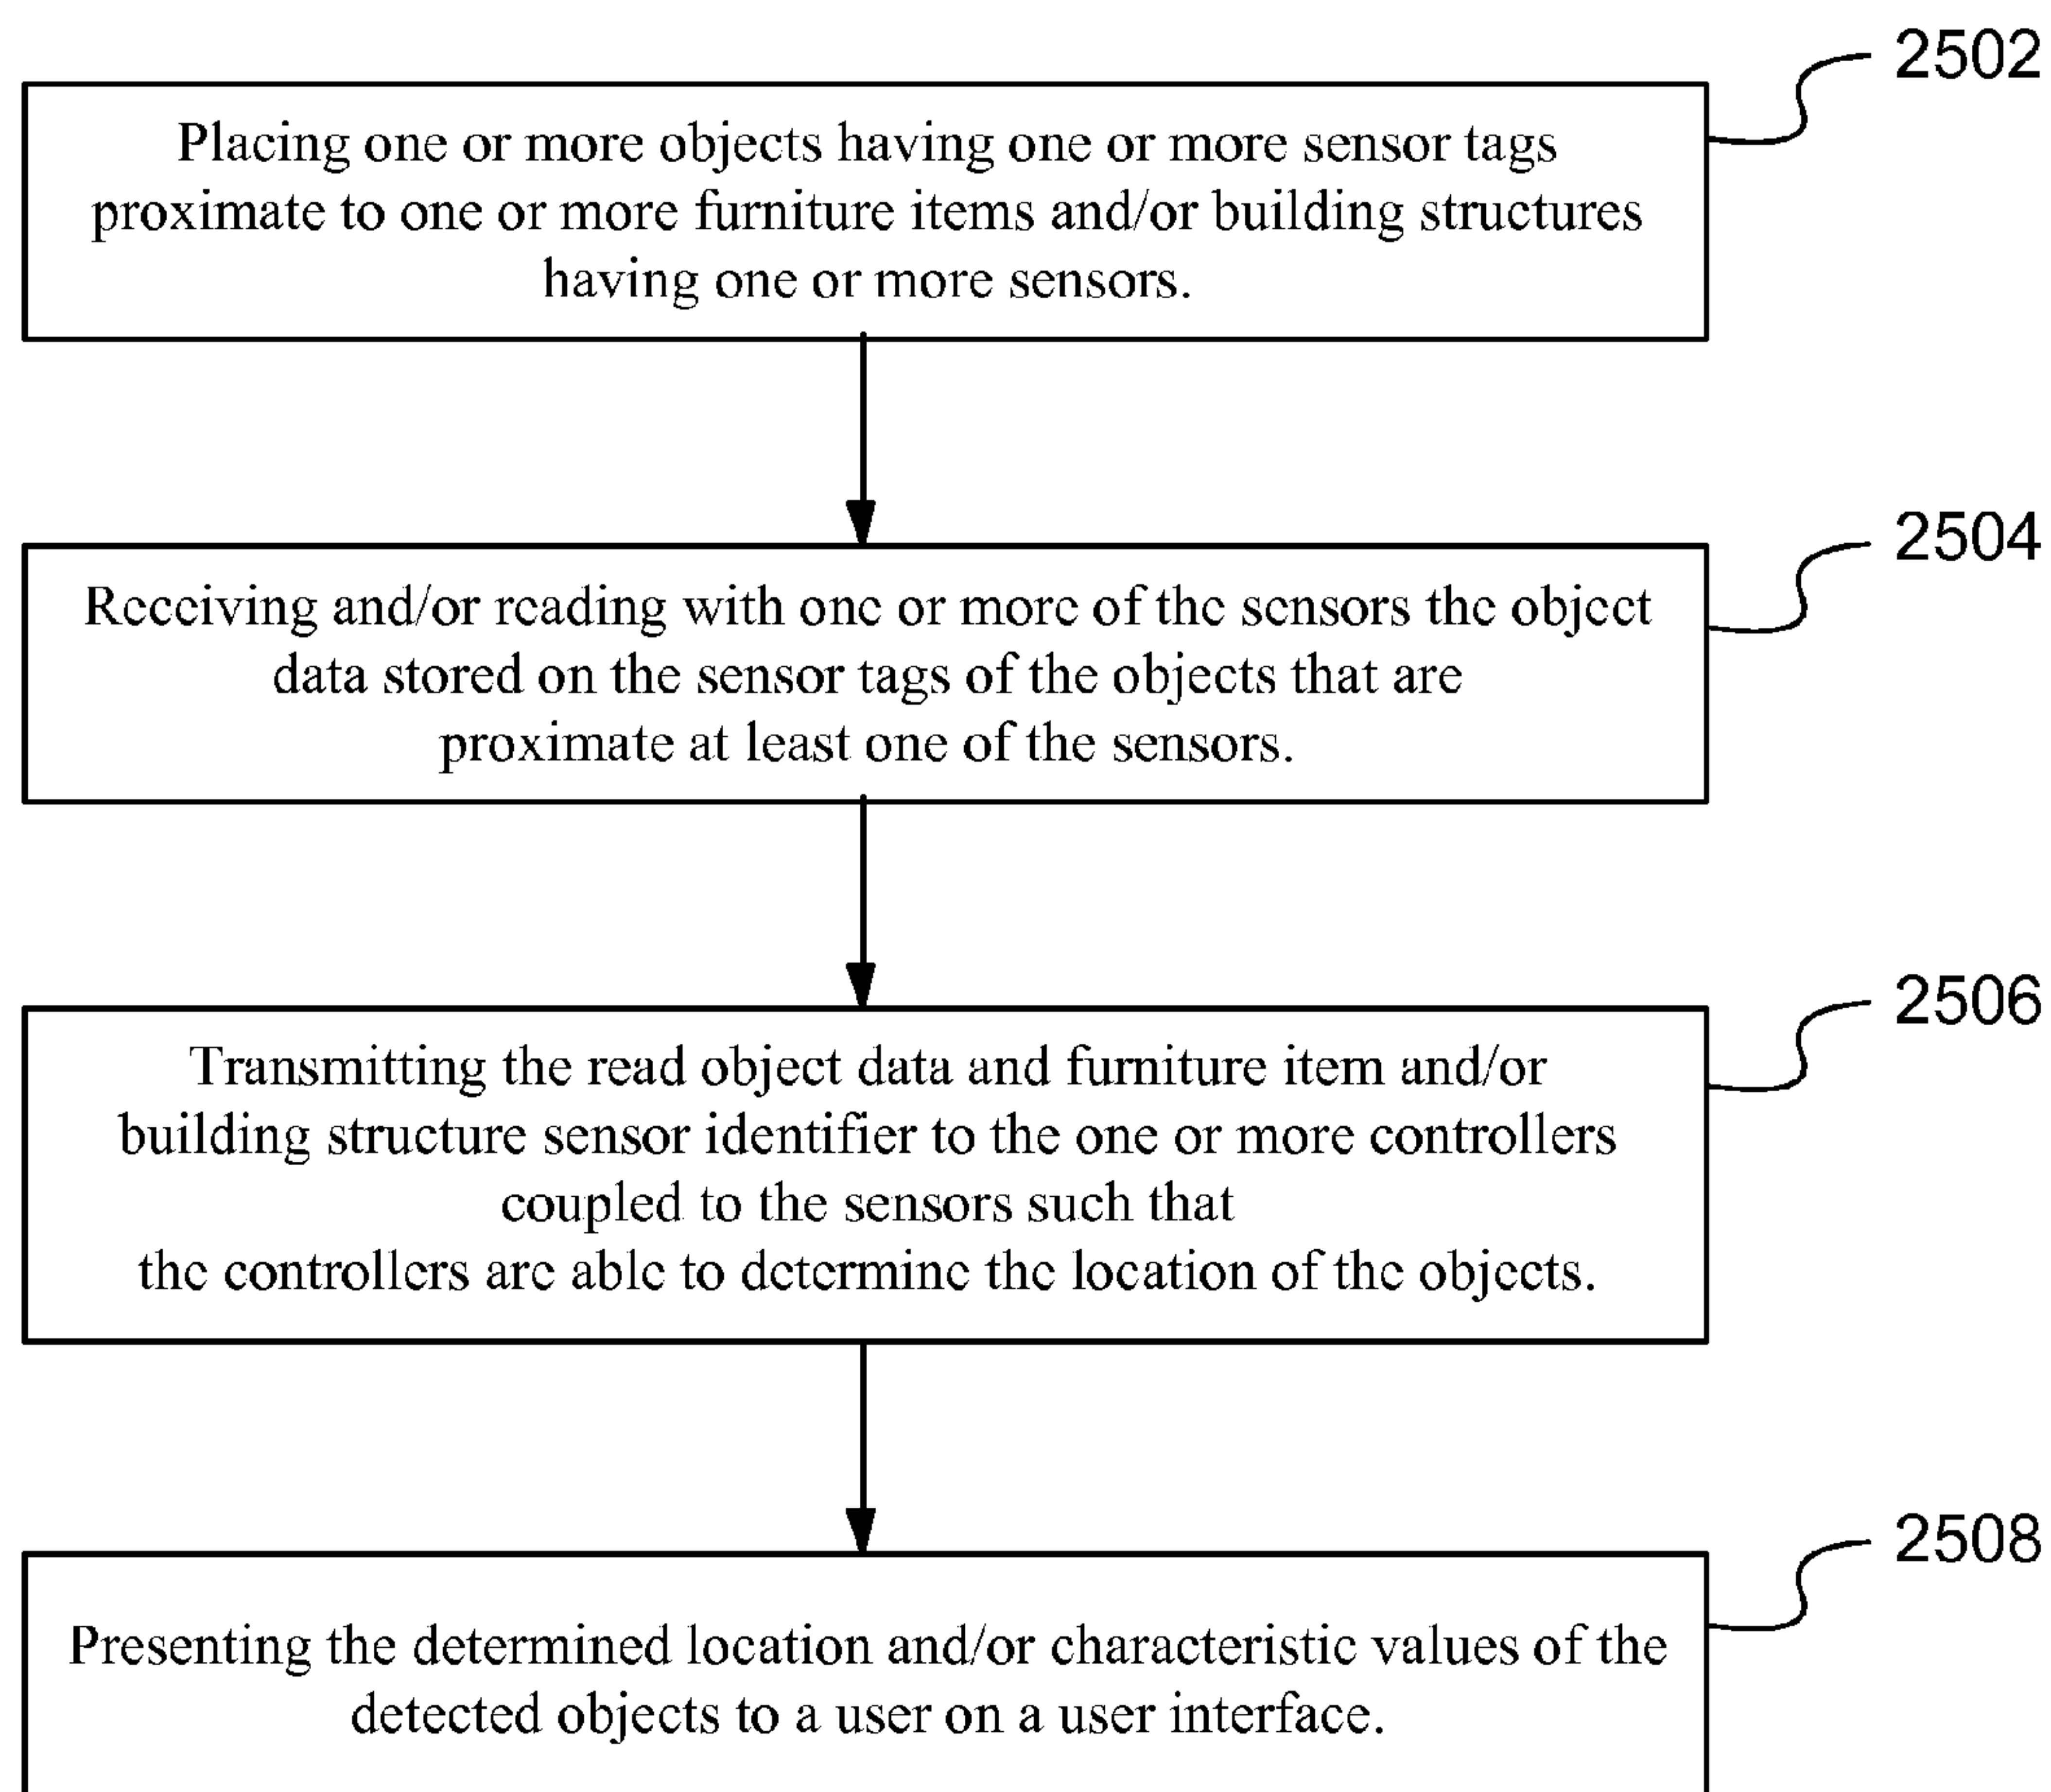 2502
Placing one or more objects having one or more sensor tags
proximate to one or more furniture items and/or building structures
having one or more sensors.
2504
Receiving and/or reading with one or more of the sensors the object
data stored on the sensor tags of the objects that are
proximate at least one of the sensors.
2506
Transmitting the read object data and furniture item and/or
building structure sensor identifier to the one or more controllers
coupled to the sensors such that
the controllers are able to determine the location of the objects.
2508
Presenting the determined location and/or characteristic values of the
detected objects to a user on a user interface.